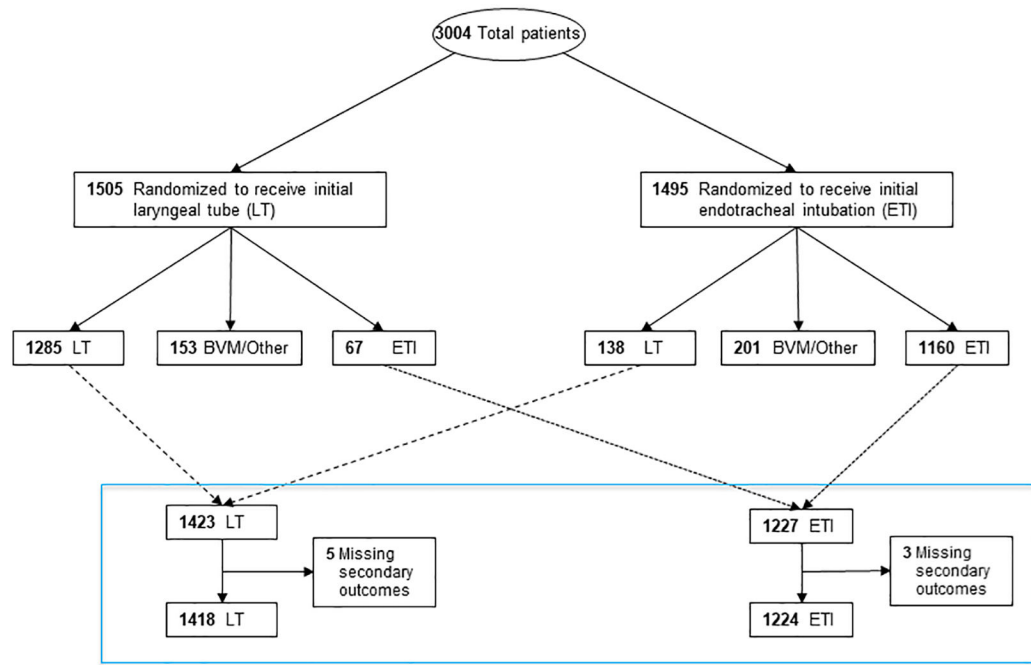 3004 Total patients
1505 Randomized to receive initial
laryngeal tube (LT)
1495 Randomized to receive initial
endotracheal intubation (ETI)
1285 LT
153 BVM/Other
67 ETI
138 LT
201 BVM/Other
1160 ETI
1423 LT
5 Missing
secondary
outcomes
1418 LT
1227 ETI
3 Missing
secondary
outcomes
1224 ETI